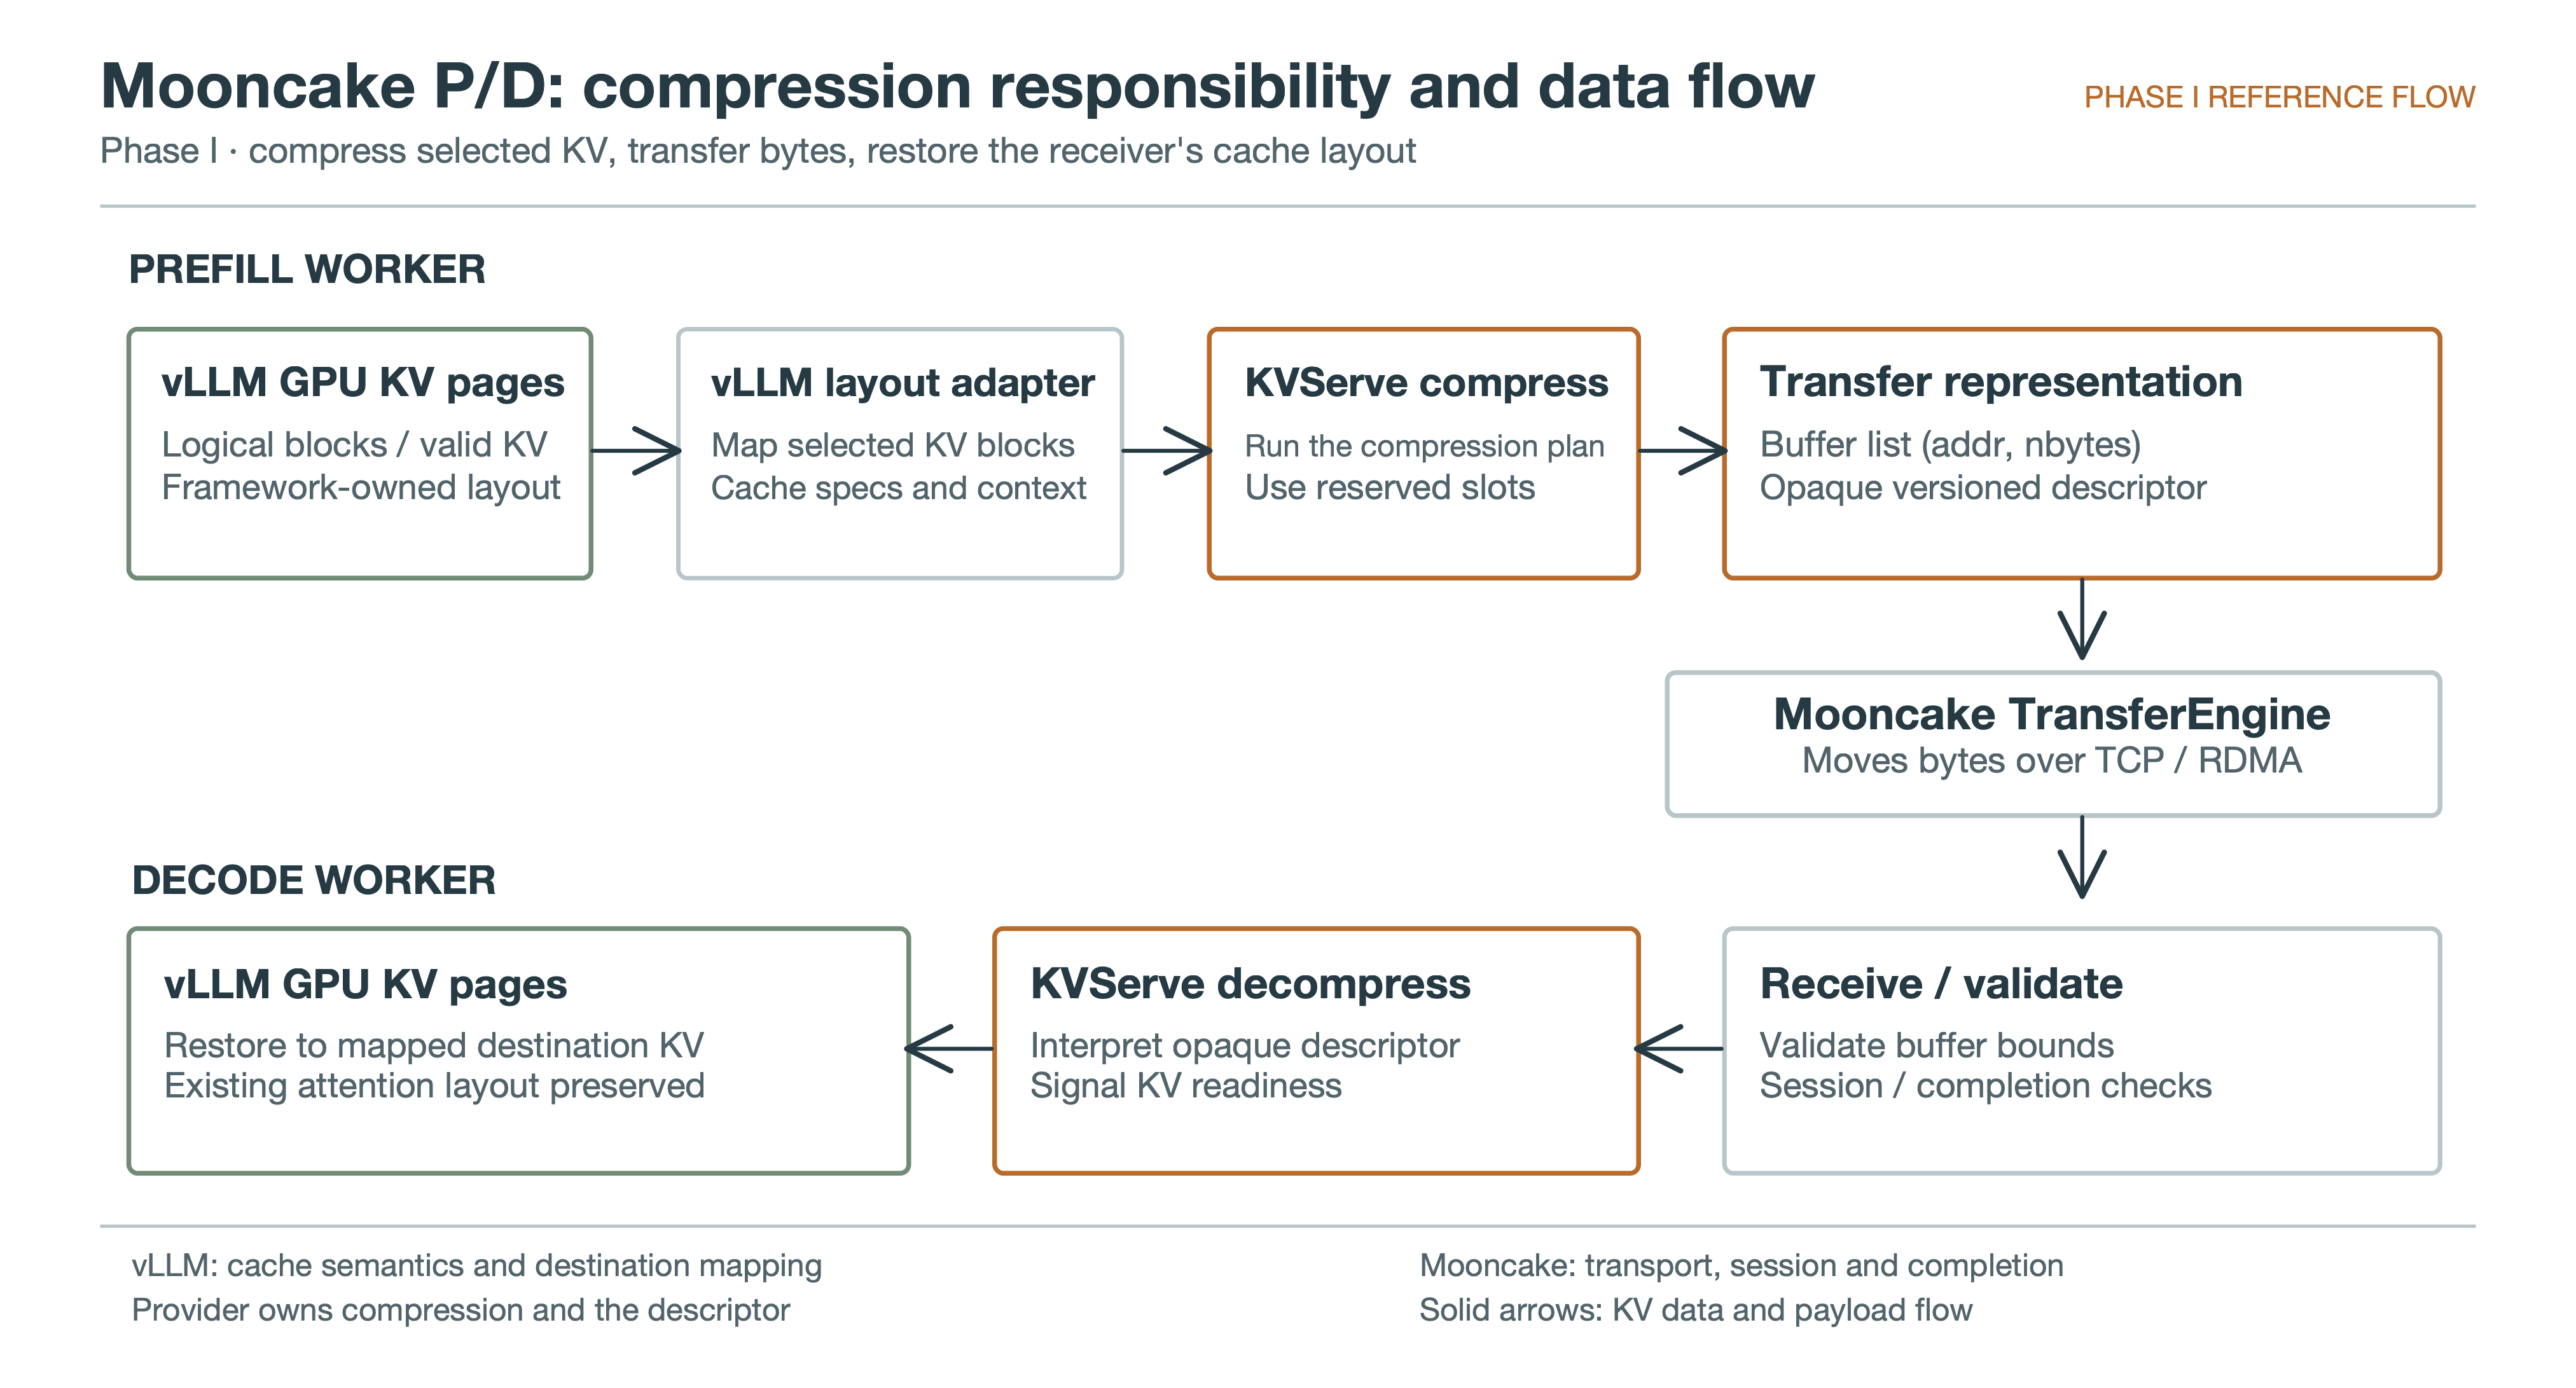 Mooncake P/D: compression responsibility and data flow
PHASE I REFERENCE FLOW
Phase I · compress selected KV, transfer bytes, restore the receiver's cache layout
PREFILL WORKER
vLLM GPU KV pages
Logical blocks / valid KV
Framework-owned layout
vLLM layout adapter
Map selected KV blocks
Cache specs and context
KVServe compress
Run the compression plan
Use reserved slots
Transfer representation
Buffer list (addr, nbytes)
Opaque versioned descriptor
Mooncake TransferEngine
Moves bytes over TCP / RDMA
DECODE WORKER
vLLM GPU KV pages
Restore to mapped destination KV
Existing attention layout preserved
KVServe decompress
Interpret opaque descriptor
Signal KV readiness
Receive / validate
Validate buffer bounds
Session / completion checks
vLLM: cache semantics and destination mapping
Provider owns compression and the descriptor
Mooncake: transport, session and completion
Solid arrows: KV data and payload flow